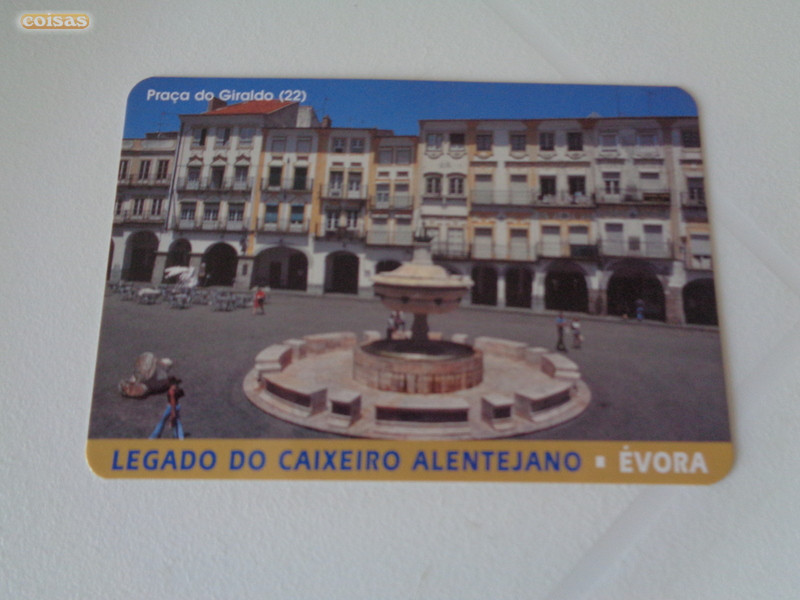 coisas
Praça do Giraldo (22)
LEGADO DO CAIXEIRO ALENTEJANO ▪ ÉVORA